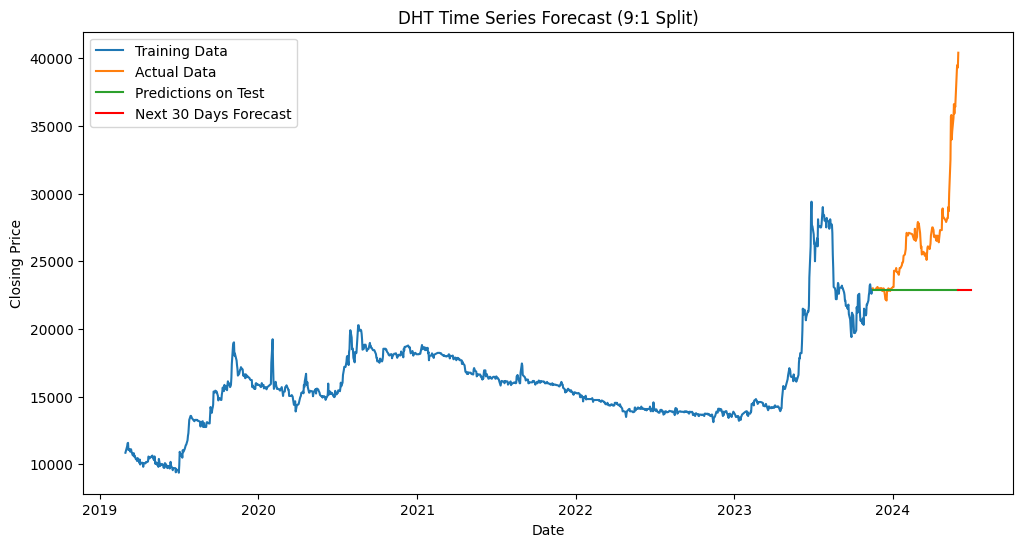 DHT Time Series Forecast (9:1 Split)
Training Data
Actual Data
Predictions on Test
Next 30 Days Forecast
Closing Price
40000
35000
30000
25000
20000
15000
10000
2019
2020
2021
2022
2023
2024
Date